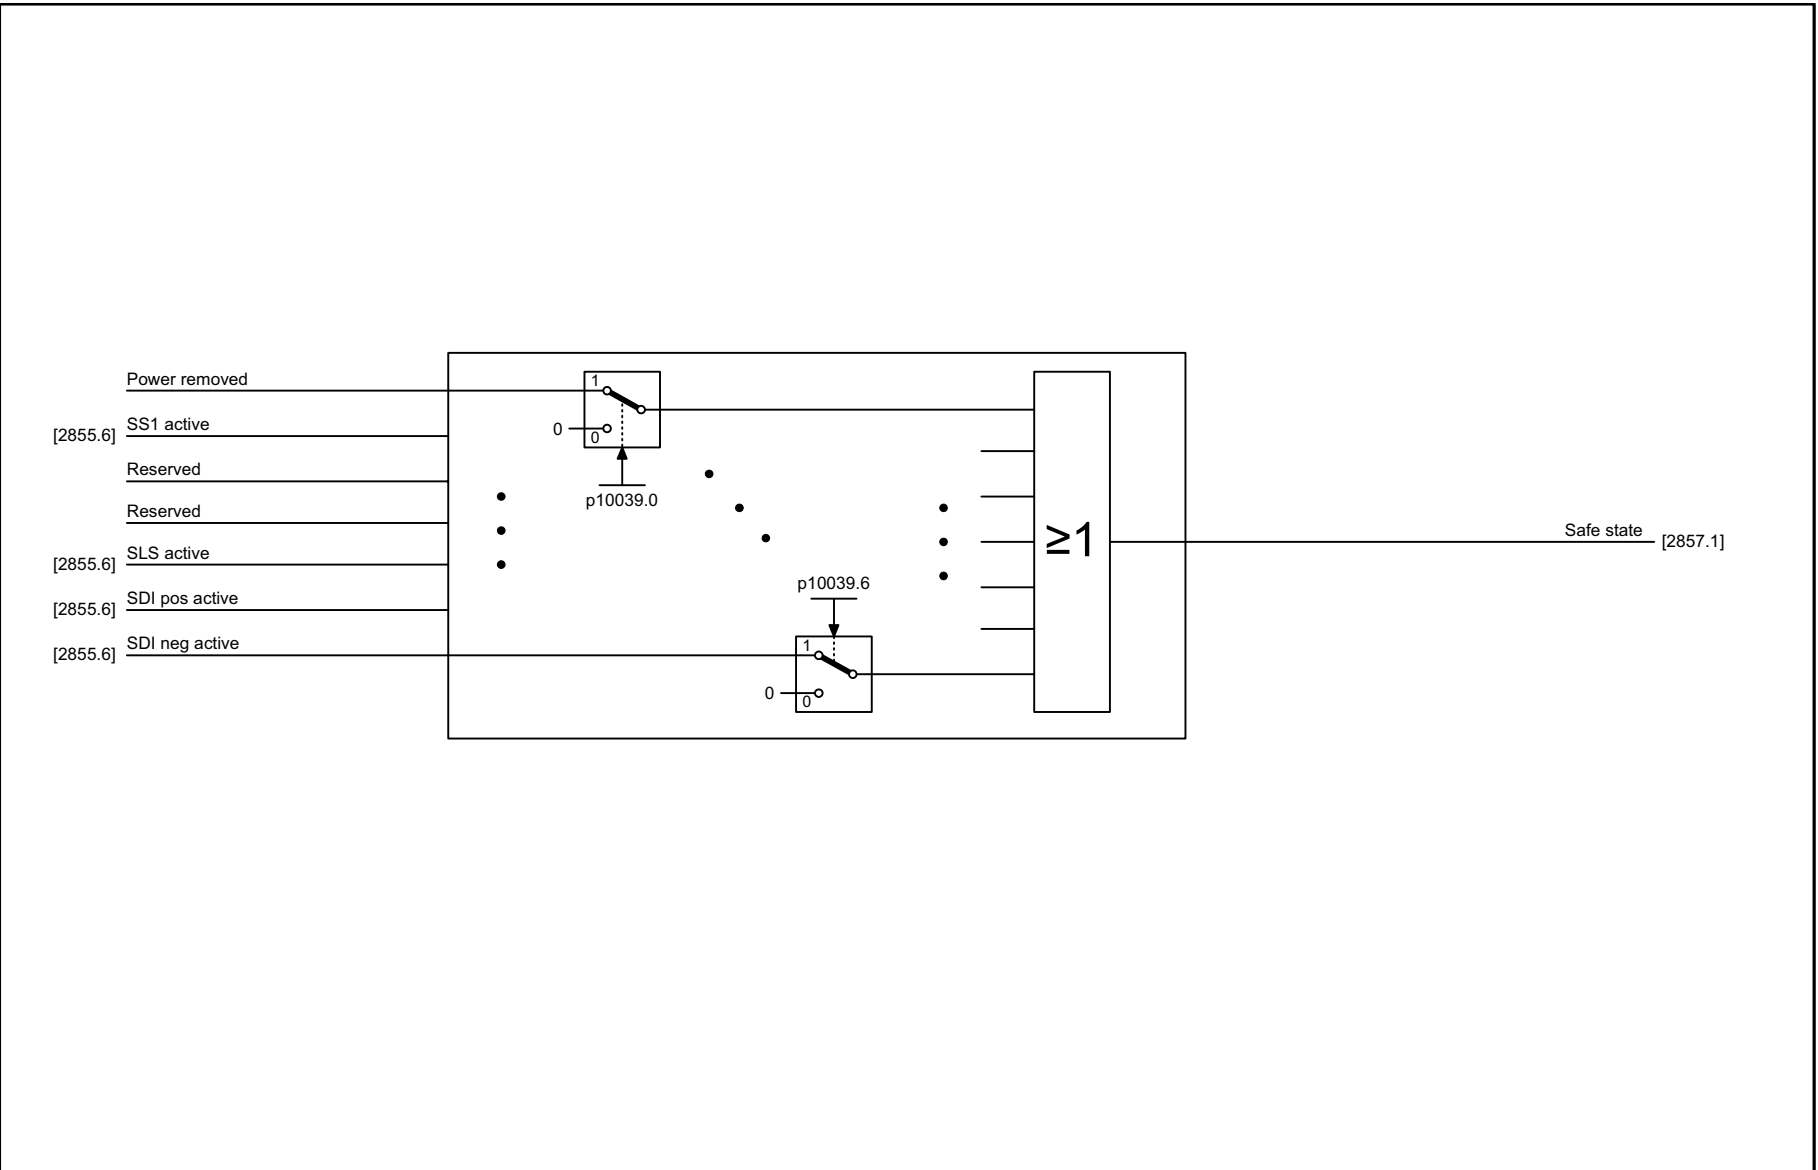 Power removed
[2855.6] SS1 active
Reserved
Reserved
[2855.6] SLS active
[2855.6] SDI pos active
[2855.6] SDI neg active
1
0 0
p10039.0
p10039.6
1
0 0
≥1
Safe state [2857.1]